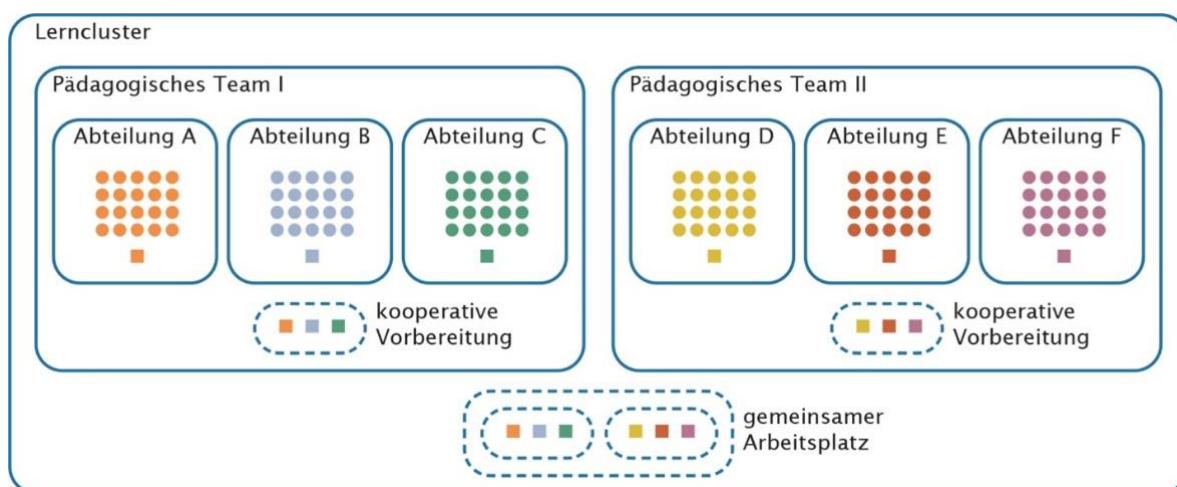 Lerncluster
Pädagogisches Team I
Pädagogisches Team II
Abteilung A
Abteilung B
Abteilung C
Abteilung D
Abteilung E
Abteilung F
kooperative
Vorbereitung
kooperative
Vorbereitung
gemeinsamer
Arbeitsplatz